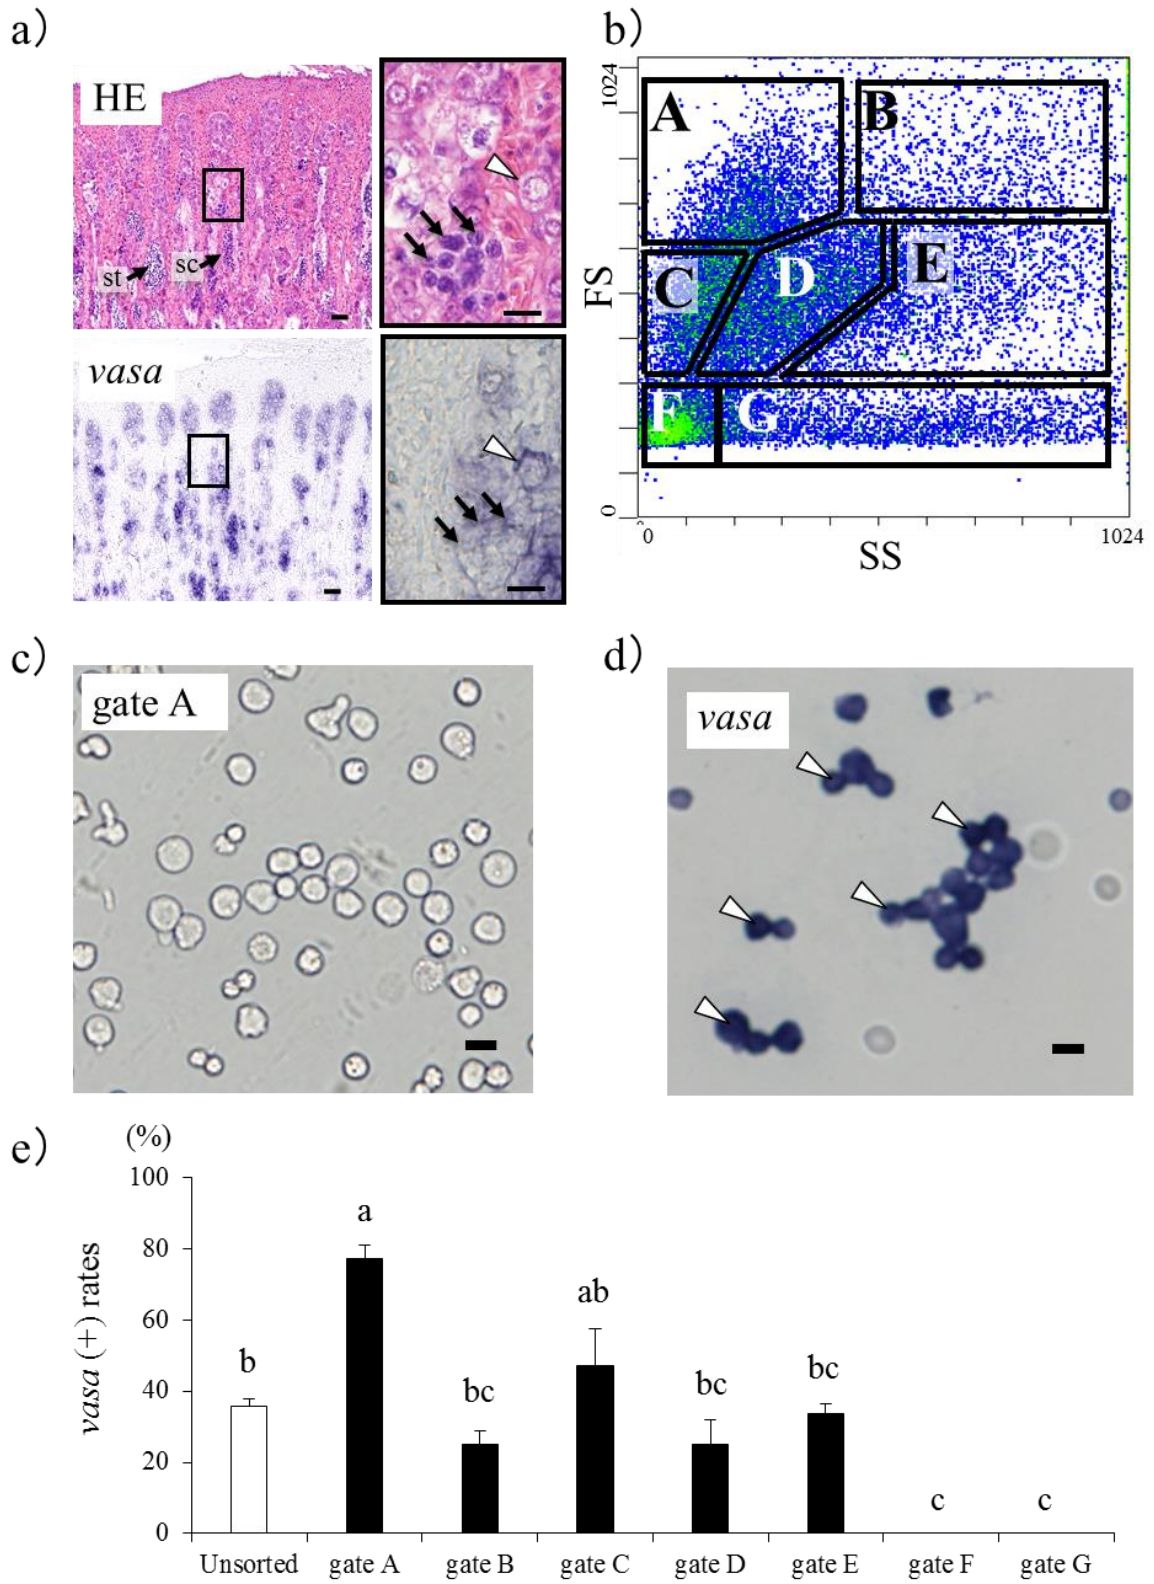 a)
HE
st
sc
vasa
b)
1024
FS
0
A
B
C
D
E
F
G
0
1024
SS
c)
gate A
d)
vasa
e)
(%)
vasa (+) rates
100
80
60
40
20
0
b
a
bc
ab
bc
bc
c
c
Unsorted gate A gate B gate C gate D gate E gate F gate G